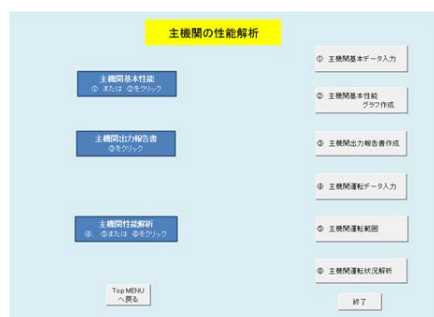 主機関の性能解析
主機関基本性能
① または ②をクリック
主機関出力報告書
③をクリック
主機関性能解析
④、⑤または ⑥をクリック
① 主機関基本データ入力
② 主機関基本性能
グラフ作成
③ 主機関出力報告書作成
④ 主機関運転データ入力
⑤ 主機関運転範囲
⑥ 主機関運転状況解析
Top MENU
へ戻る
終了